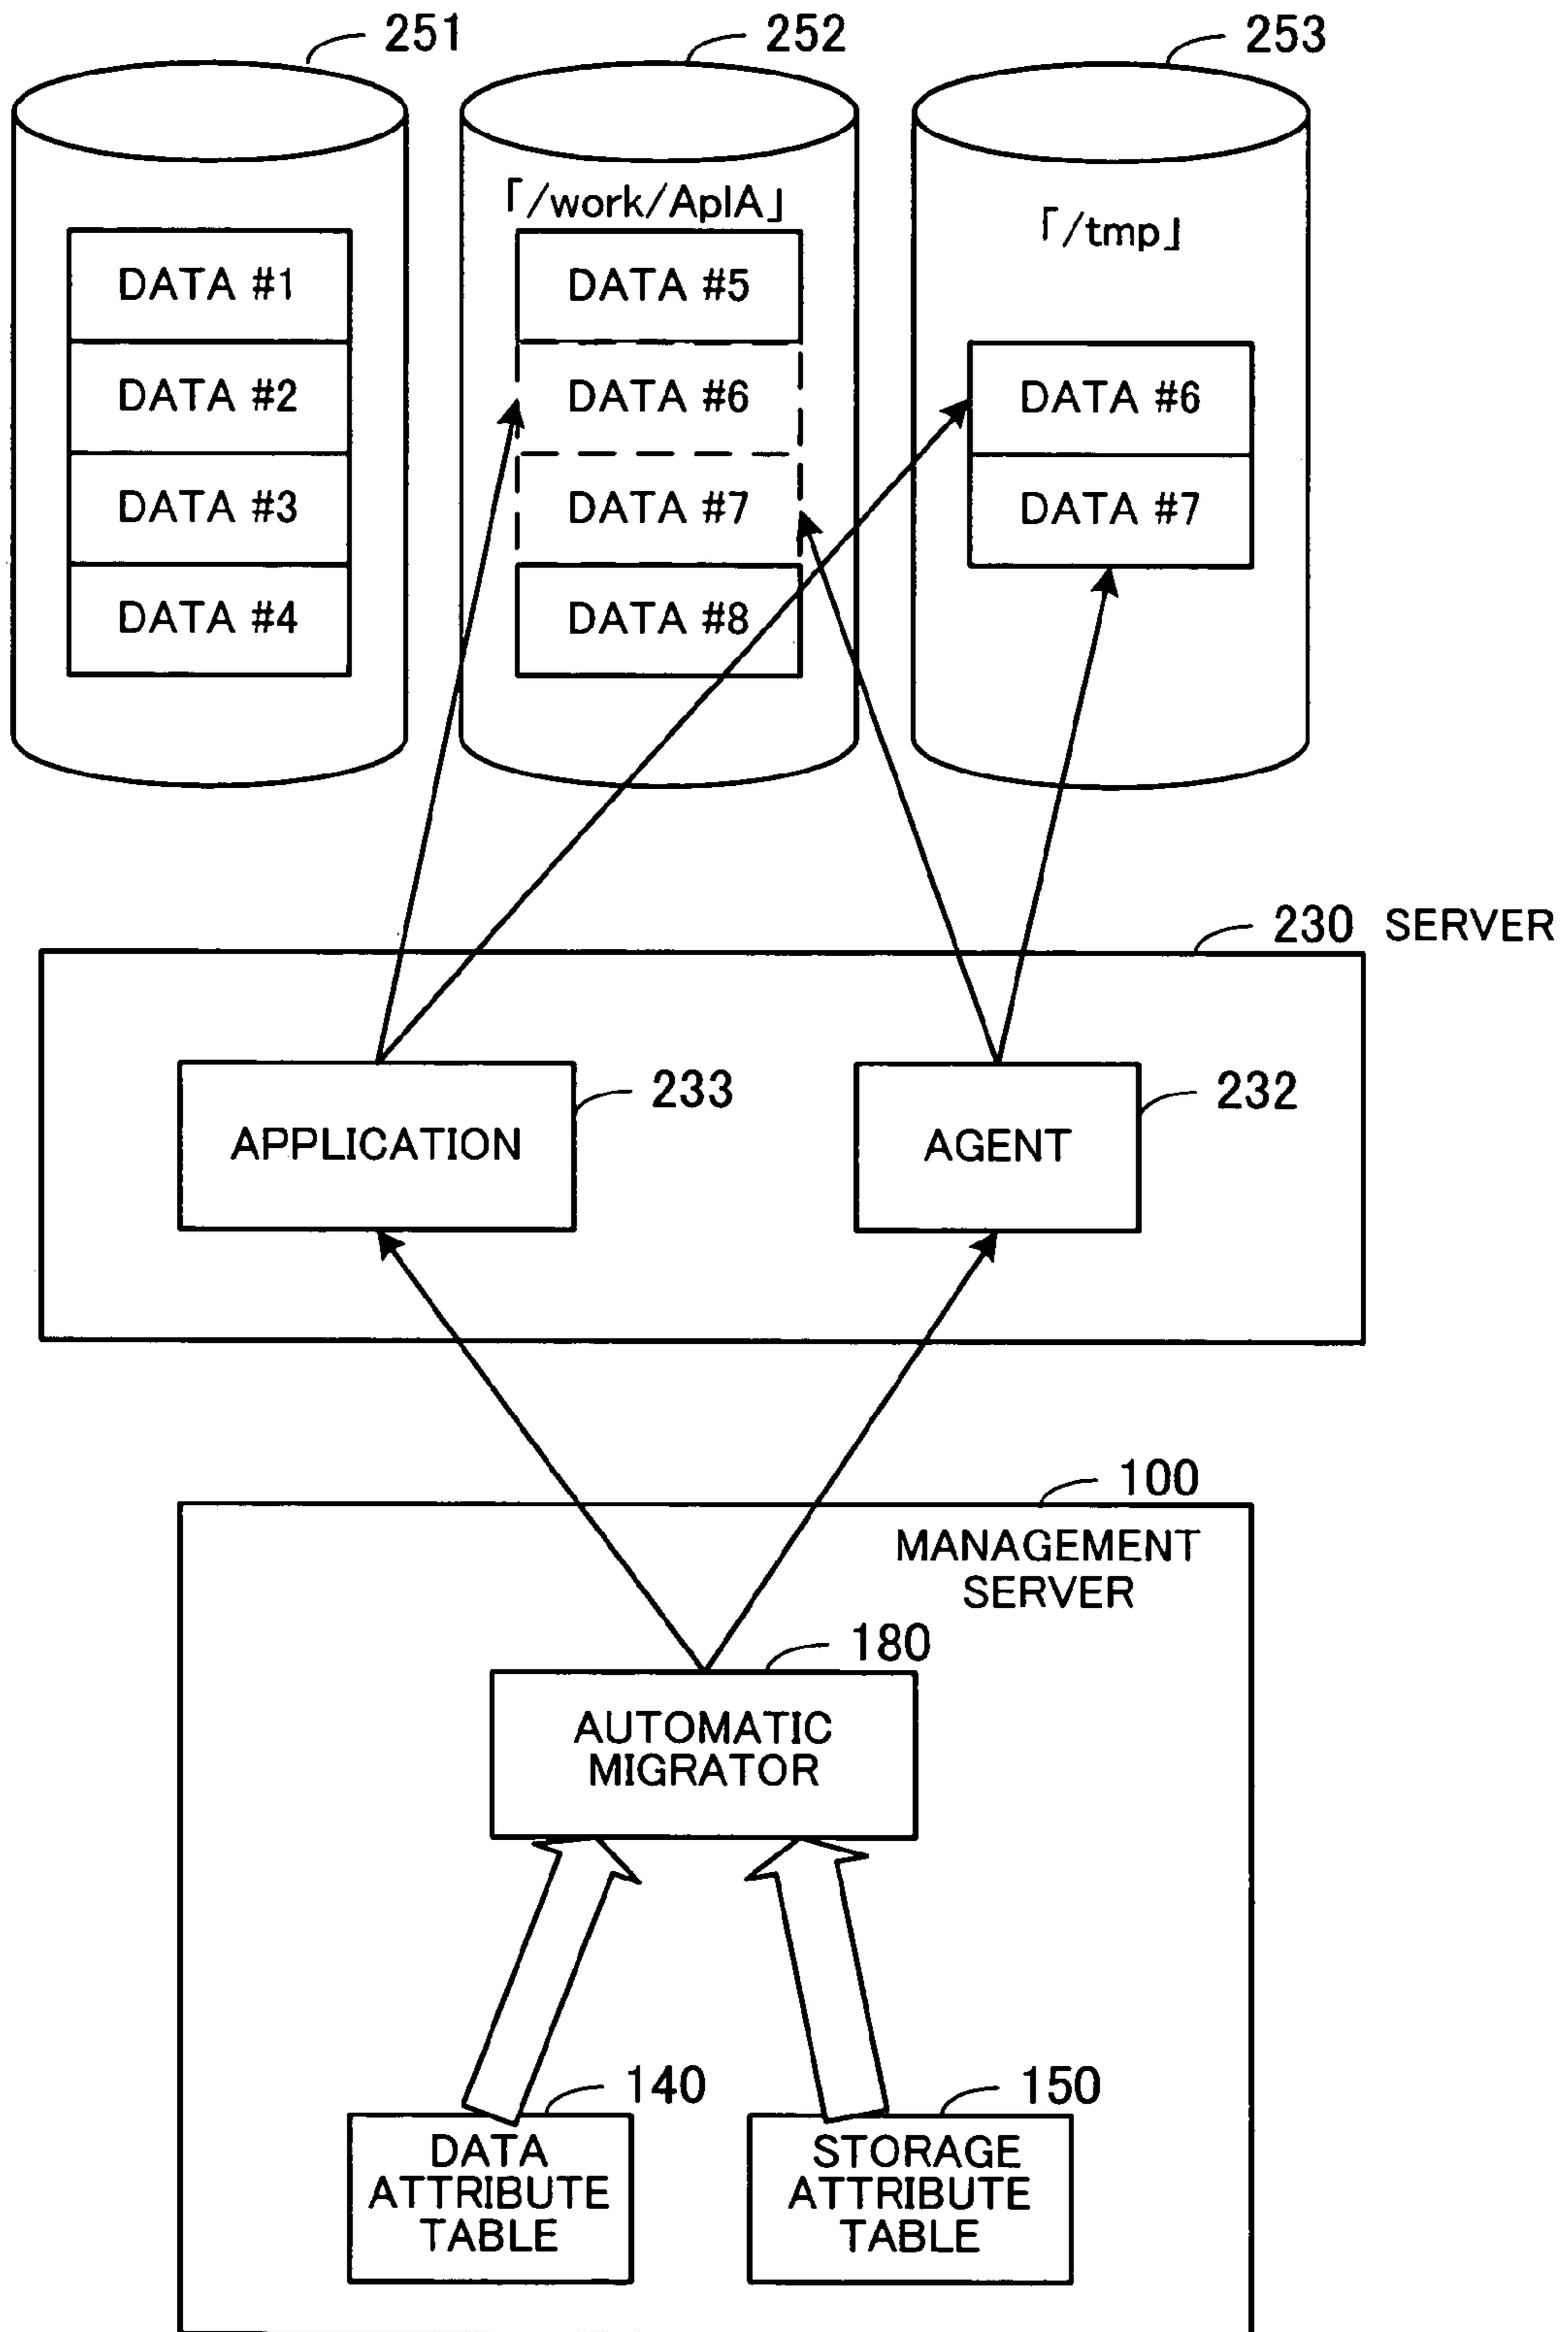 251
252
253
「/work/AplA」
「/tmp」
DATA #1
DATA #2
DATA #3
DATA #4
DATA #5
DATA #6
DATA #7
DATA #8
DATA #6
DATA #7
230 SERVER
233
232
APPLICATION
AGENT
100
MANAGEMENT
SERVER
180
AUTOMATIC
MIGRATOR
140
150
DATA
ATTRIBUTE
TABLE
STORAGE
ATTRIBUTE
TABLE